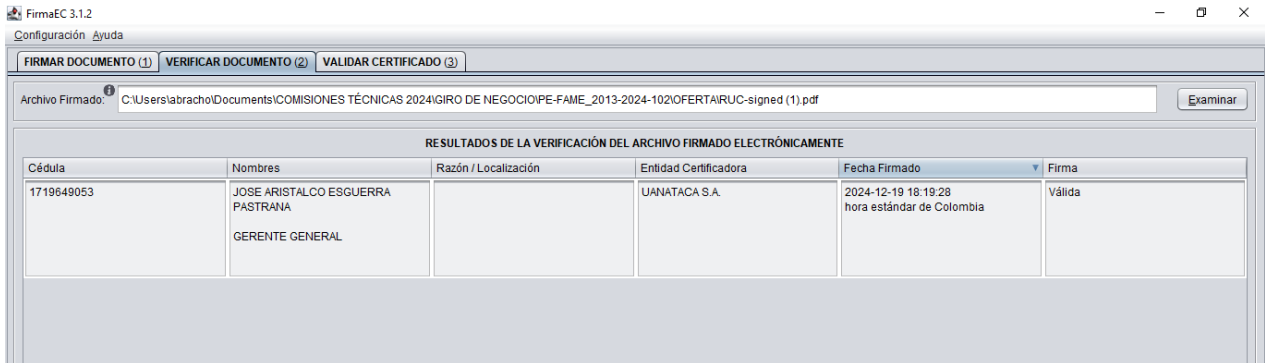 FirmaEC 3.1.2
Configuración Ayuda
FIRMAR DOCUMENTO (1) VERIFICAR DOCUMENTO (2) VALIDAR CERTIFICADO (3)
Archivo Firmado: C:\Users\abracho\Documents\COMISIONES TÉCNICAS 2024\GIRO DE NEGOCIO\PE-FAME_2013-2024-102\OFERTA\RUC-signed (1).pdf Examinar
RESULTADOS DE LA VERIFICACIÓN DEL ARCHIVO FIRMADO ELECTRÓNICAMENTE
Cédula Nombres Razón / Localización Entidad Certificadora Fecha Firmado Firma
1719649053 JOSE ARISTALCO ESGUERRA UANATACA S.A. 2024-12-19 18:19:28 Válida
PASTRANA hora estándar de Colombia
GERENTE GENERAL